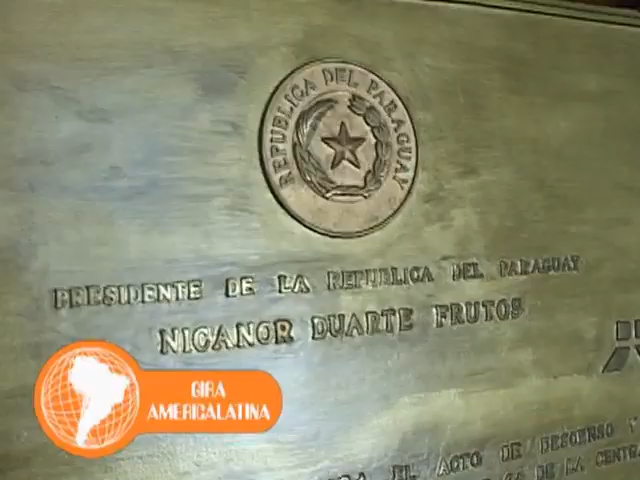 REPUBLICA DEL PARAGUAY
PRESIDENTE DE LA REPUBLICA DEL PARAGUAY
NICANOR DUARTE FRUTOS
GIRA
AMERICALATINA
EL ACTO DE DESCENSO Y
DE LA CENTRA